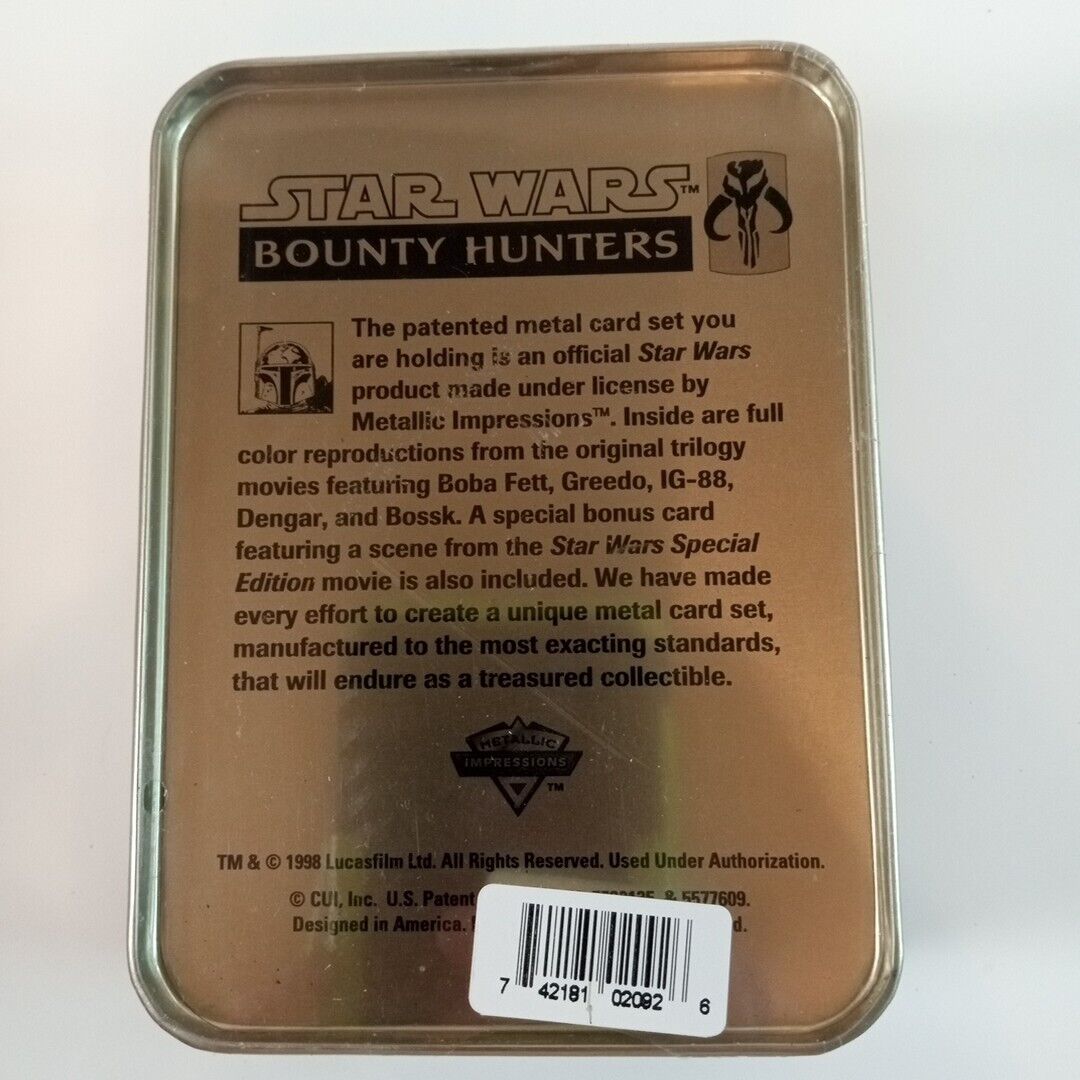 STAR WARS™
BOUNTY HUNTERS
The patented metal card set you
are holding is an official Star Wars
product made under license by
Metallic Impressions™. Inside are full
color reproductions from the original trilogy
movies featuring Boba Fett, Greedo, IG-88,
Dengar, and Bossk. A special bonus card
featuring a scene from the Star Wars Special
Edition movie is also included. We have made
every effort to create a unique metal card set,
manufactured to the most exacting standards,
that will endure as a treasured collectible.
METALLIC
IMPRESSIONS
TM
TM & © 1998 Lucasfilm Ltd. All Rights Reserved. Used Under Authorization.
© CUI, Inc. U.S. Patent & 5577609.
Designed in America.
7 42181 02092 6